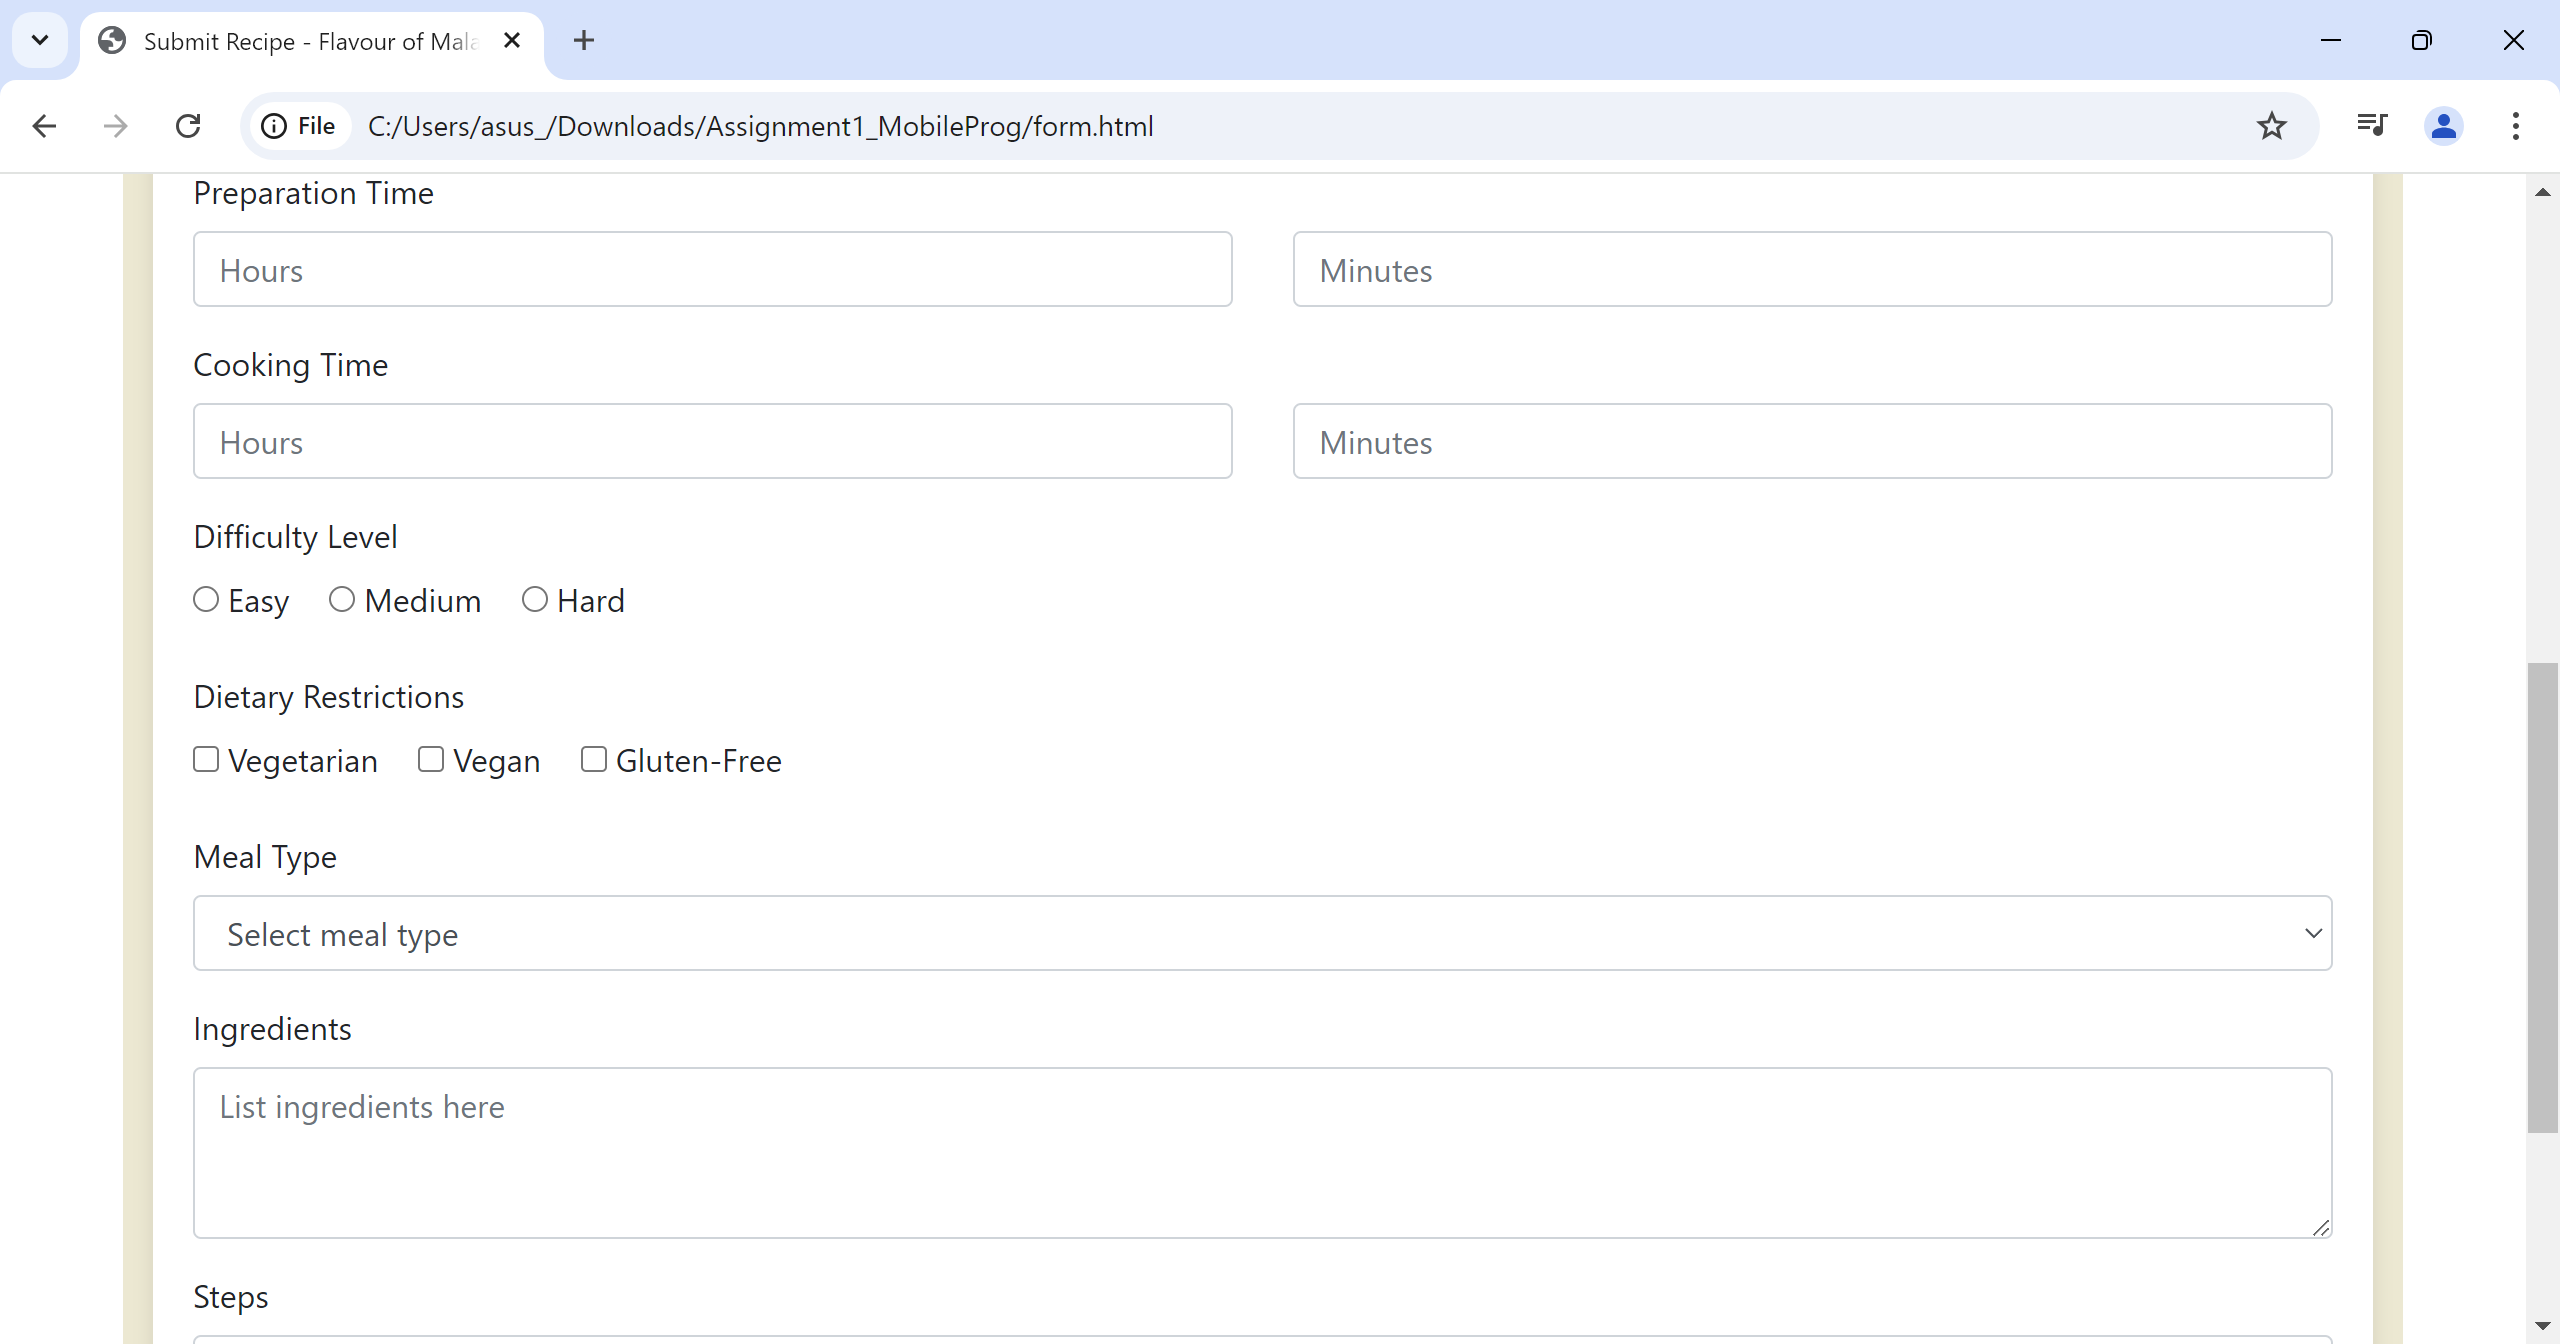 Submit Recipe - Flavour of Mala
File C:/Users/asus_/Downloads/Assignment1_MobileProg/form.html
Preparation Time
Hours Minutes
Cooking Time
Hours Minutes
Difficulty Level
Easy Medium Hard
Dietary Restrictions
Vegetarian Vegan Gluten-Free
Meal Type
Select meal type
Ingredients
List ingredients here
Steps